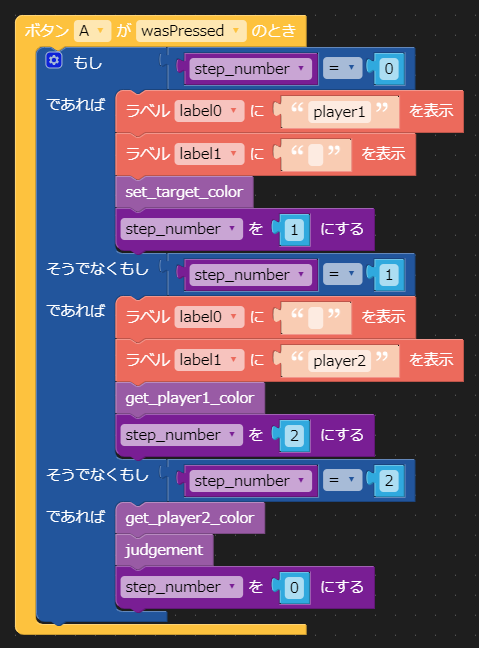 ボタン A が wasPressed のとき
もし step_number = 0
であれば ラベル label0 に “ player1 ” を表示
ラベル label1 に “ ” を表示
set_target_color
step_number を 1 にする
そうでなくもし step_number = 1
であれば ラベル label0 に “ ” を表示
ラベル label1 に “ player2 ” を表示
get_player1_color
step_number を 2 にする
そうでなくもし step_number = 2
であれば get_player2_color
judgement
step_number を 0 にする